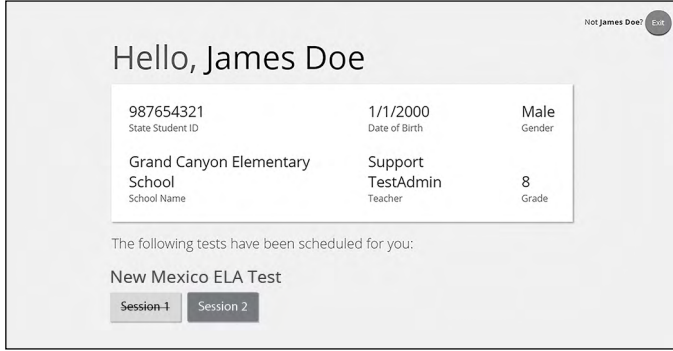 Not James Doe? Exit
Hello, James Doe
987654321 1/1/2000 Male
State Student ID Date of Birth Gender
Grand Canyon Elementary Support
School TestAdmin 8
School Name Teacher Grade
The following tests have been scheduled for you:
New Mexico ELA Test
Session 1 Session 2